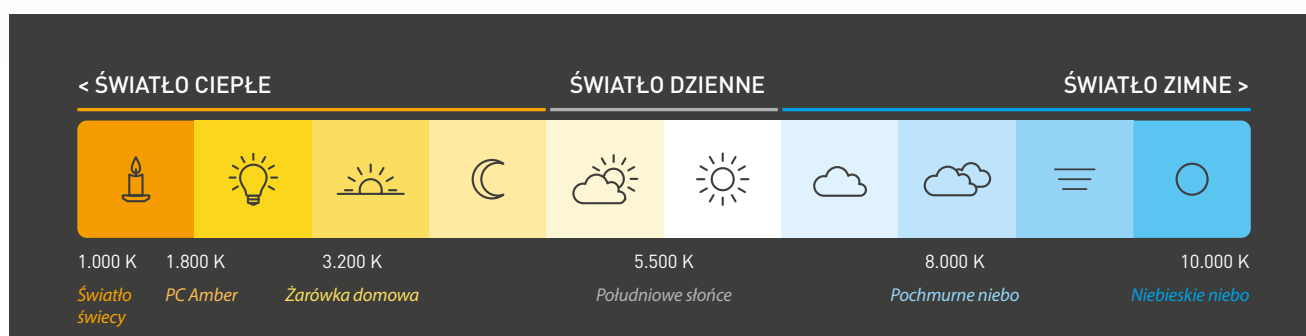 < ŚWIATŁO CIEPŁE
ŚWIATŁO DZIENNE
ŚWIATŁO ZIMNE >
1.000 K
1.800 K
3.200 K
5.500 K
8.000 K
10.000 K
Światło
świecy
PC Amber
Żarówka domowa
Południowe słońce
Pochmurne niebo
Niebieskie niebo